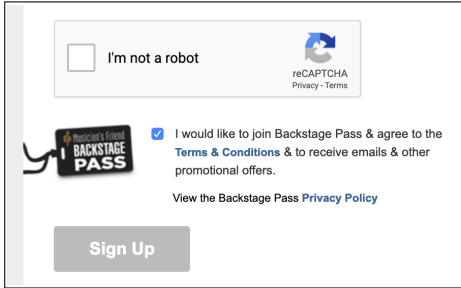 I'm not a robot
reCAPTCHA
Privacy - Terms
Musician's Friend
BACKSTAGE
PASS
I would like to join Backstage Pass & agree to the
Terms & Conditions & to receive emails & other
promotional offers.
View the Backstage Pass Privacy Policy
Sign Up